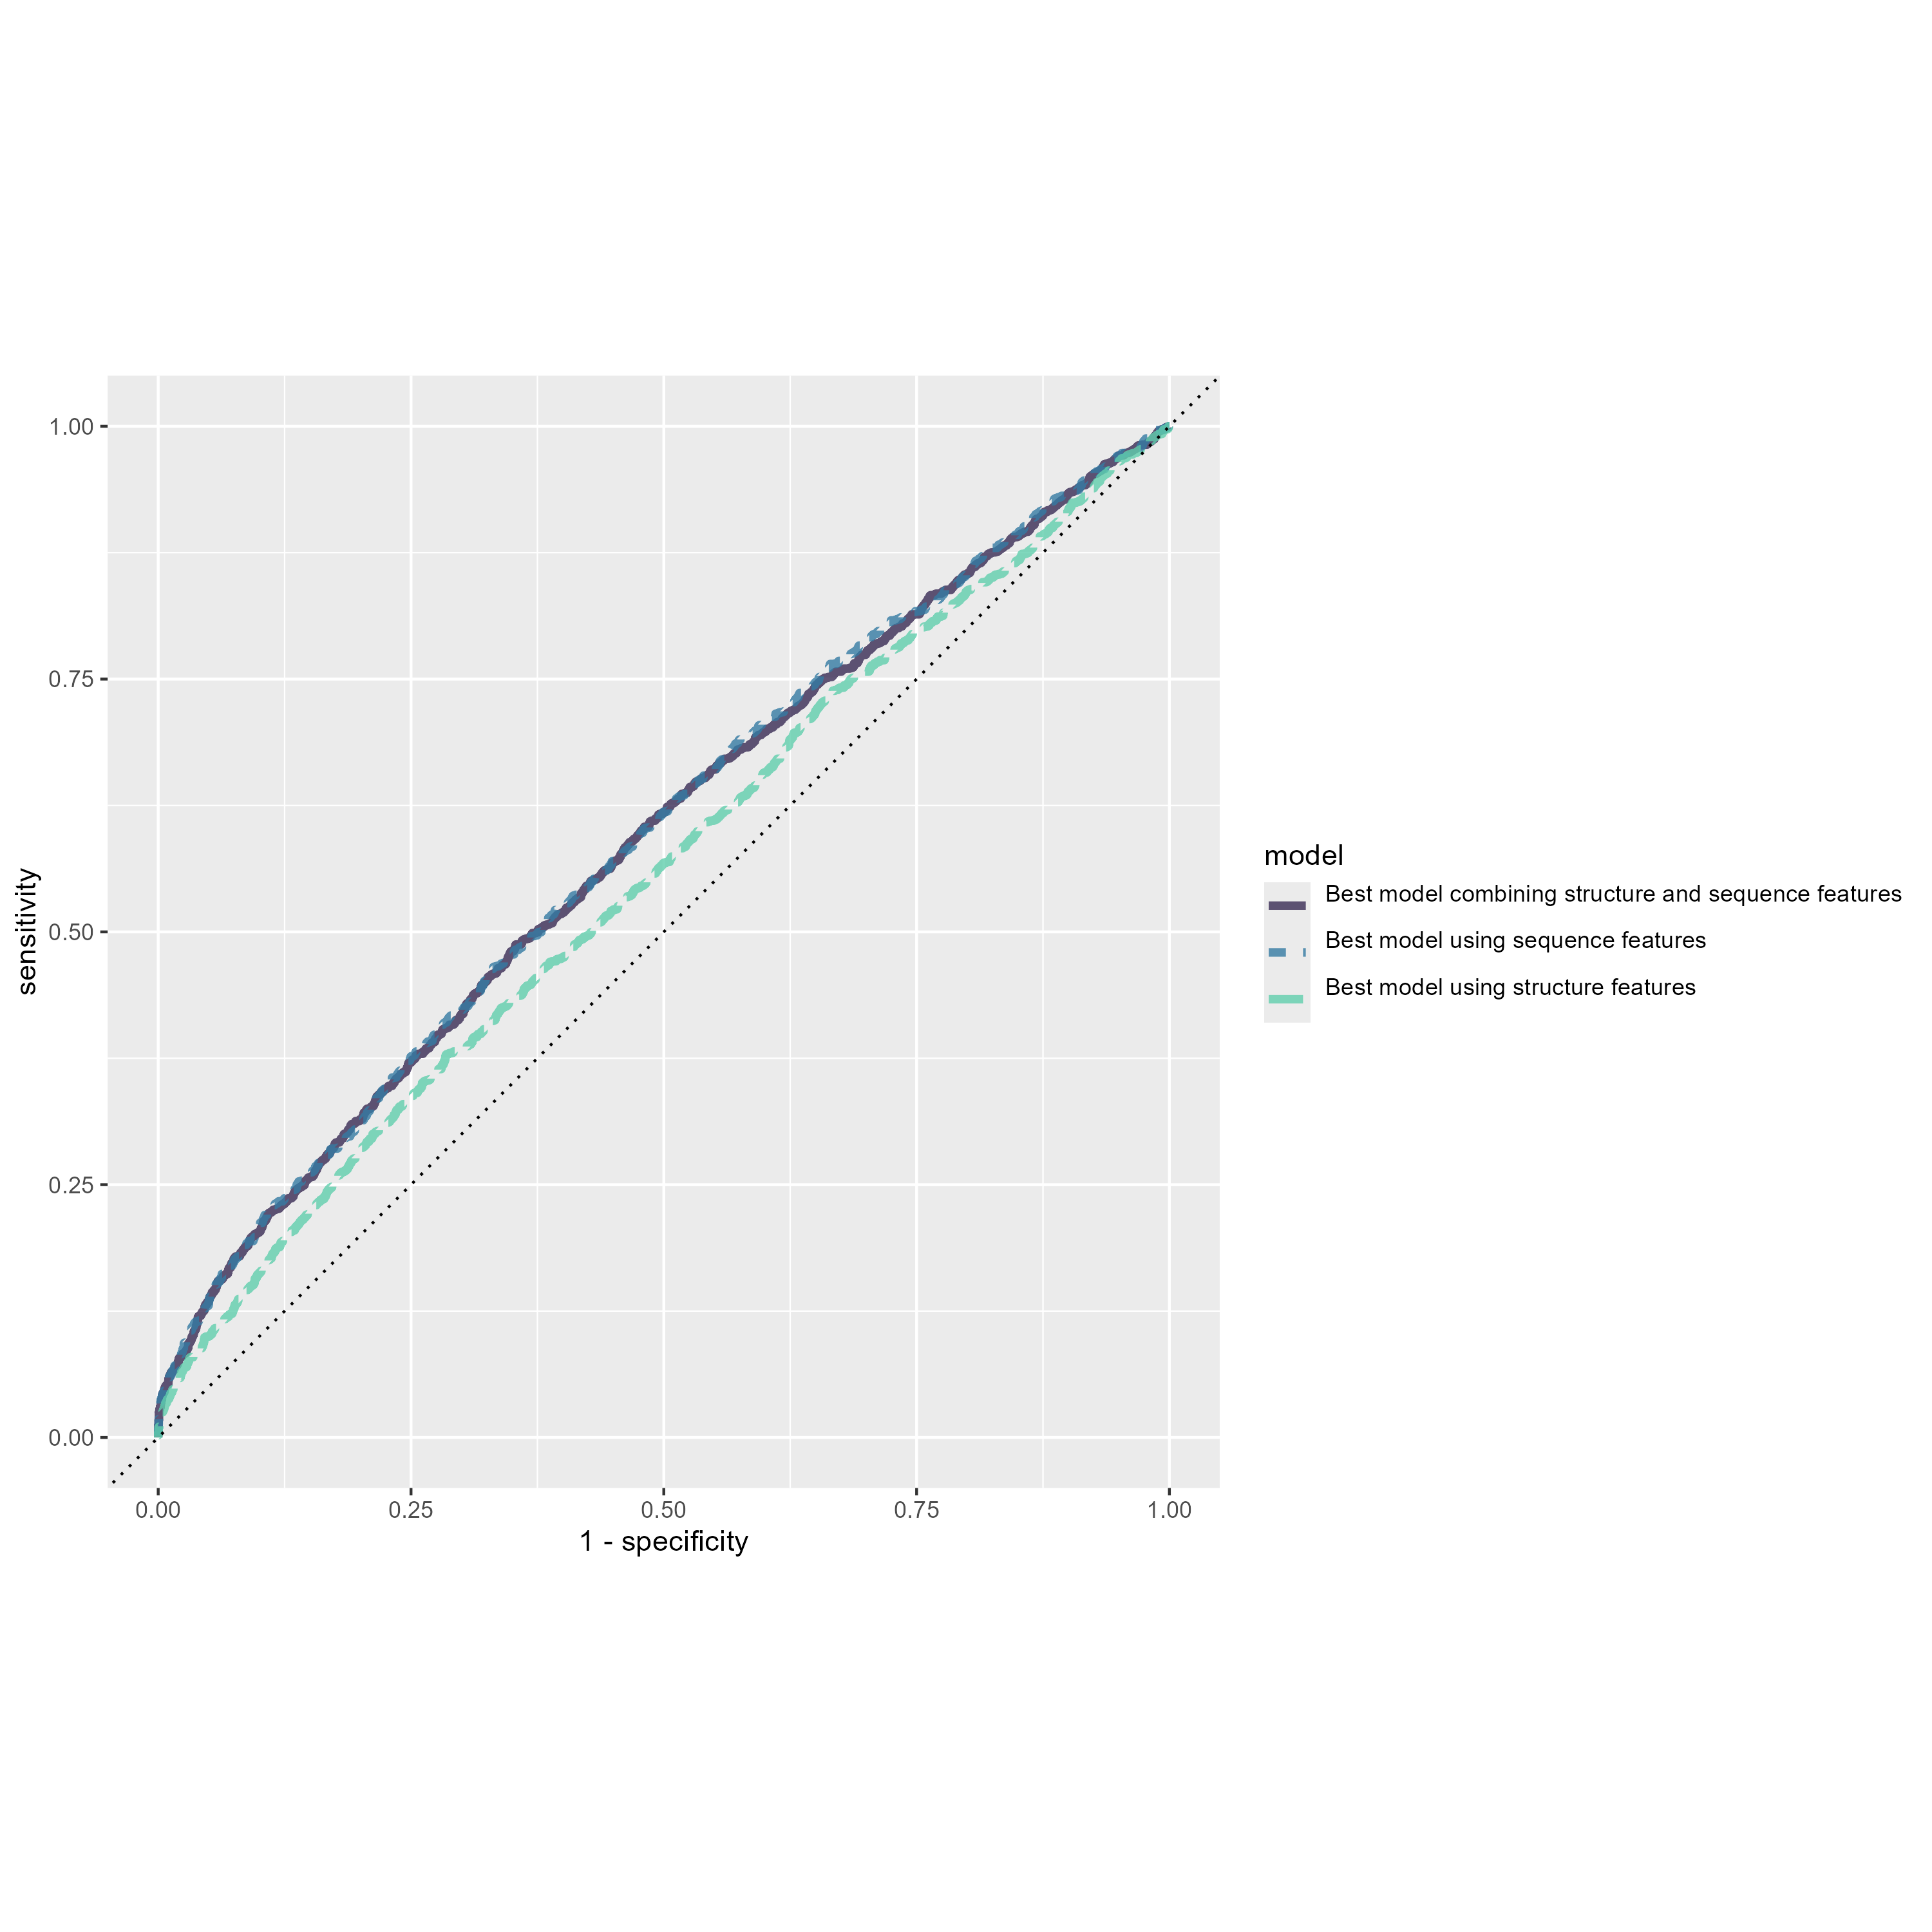 1.00
0.75
0.50
0.25
0.00
sensitivity
0.00 0.25 0.50 0.75 1.00
1 - specificity
model
Best model combining structure and sequence features
Best model using sequence features
Best model using structure features